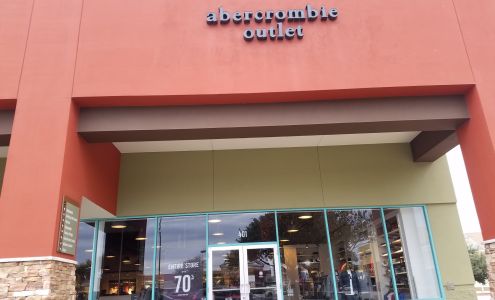 abercrombie
outlet
401
ENTIRE STORE
70%